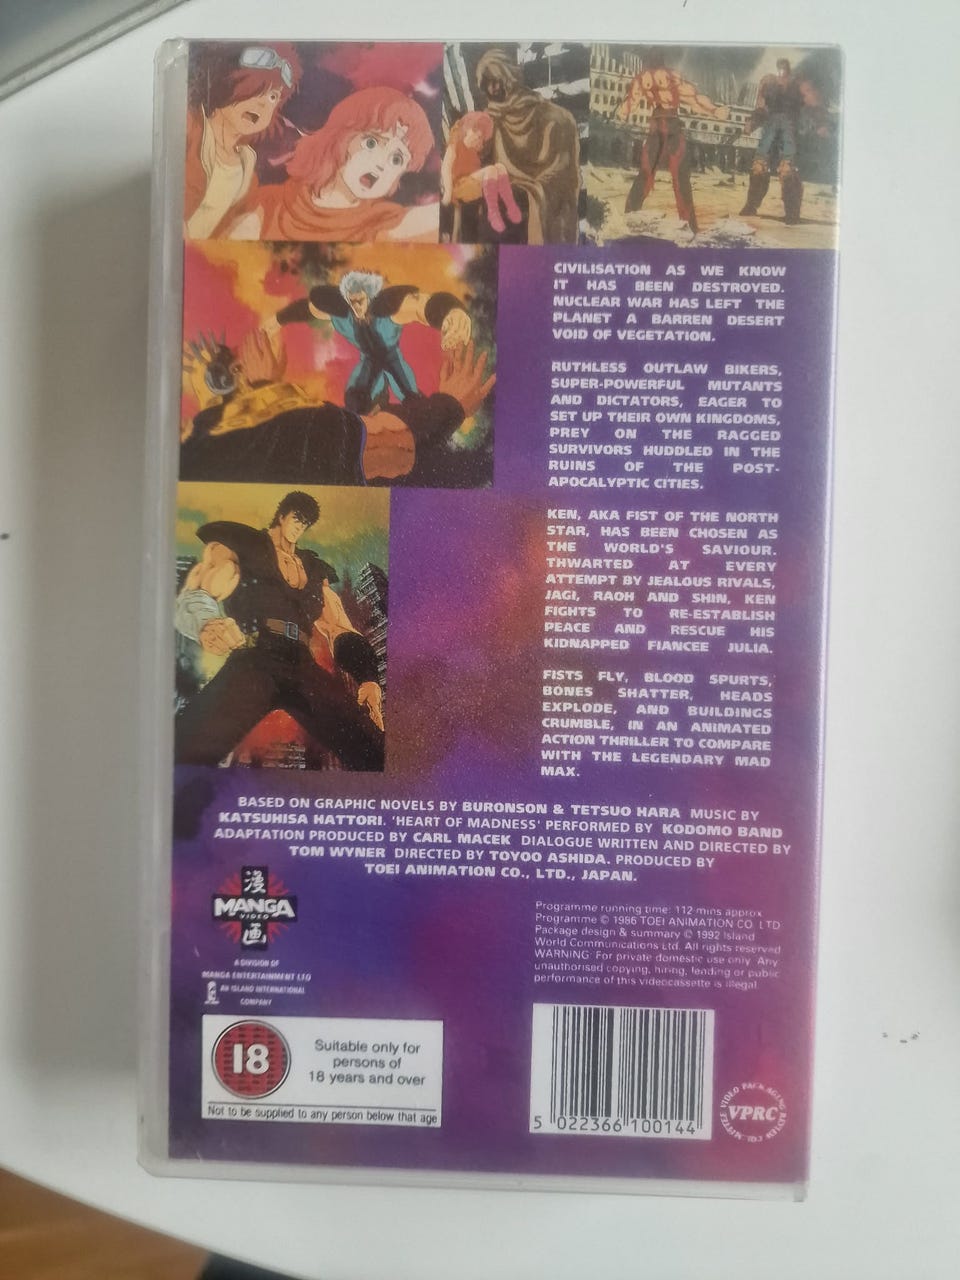 CIVILISATION AS WE KNOW
IT HAS BEEN DESTROYED.
NUCLEAR WAR HAS LEFT THE
PLANET A BARREN DESERT
VOID OF VEGETATION.
RUTHLESS OUTLAW BIKERS,
SUPER-POWERFUL MUTANTS
AND DICTATORS, EAGER TO
SET UP THEIR OWN KINGDOMS,
PREY ON THE RAGGED
SURVIVORS HUDDLED IN THE
RUINS OF THE POST-
APOCALYPTIC CITIES.
KEN, AKA FIST OF THE NORTH
STAR, HAS BEEN CHOSEN AS
THE WORLD'S SAVIOUR.
THWARTED AT EVERY
ATTEMPT BY JEALOUS RIVALS,
JAGI, RAOH AND SHIN, KEN
FIGHTS TO RE-ESTABLISH
PEACE AND RESCUE HIS
KIDNAPPED FIANCEE JULIA.
FISTS FLY, BLOOD SPURTS,
BONES SHATTER, HEADS
EXPLODE, AND BUILDINGS
CRUMBLE, IN AN ANIMATED
ACTION THRILLER TO COMPARE
WITH THE LEGENDARY MAD
MAX.
BASED ON GRAPHIC NOVELS BY BURONSON & TETSUO HARA MUSIC BY
KATSUHISA HATTORI. 'HEART OF MADNESS' PERFORMED BY KODOMO BAND
ADAPTATION PRODUCED BY CARL MACEK DIALOGUE WRITTEN AND DIRECTED BY
TOM WYNER DIRECTED BY TOYOO ASHIDA. PRODUCED BY
TOEI ANIMATION CO., LTD., JAPAN.
漫
MANGA
VIDEO
画
A DIVISION OF
MANGA ENTERTAINMENT LTD
AN ISLAND INTERNATIONAL
COMPANY
Programme running time: 112 mins approx
Programme © 1986 TOEI ANIMATION CO. LTD
Package design & summary © 1992 Island
World Communications Ltd. All rights reserved
WARNING: For private domestic use only. Any
unauthorised copying, hiring, lending or public
performance of this videocassette is illegal.
18
Suitable only for
persons of
18 years and over
Not to be supplied to any person below that age
5 022366 100144
VIDEO PACKAGING REVIEW
VPRC